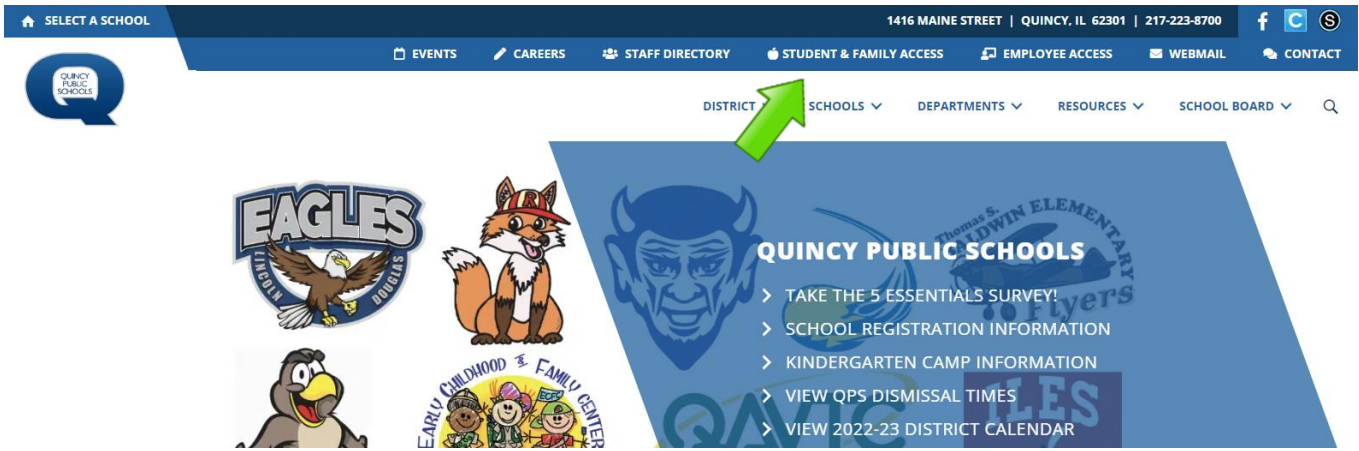 SELECT A SCHOOL
1416 MAINE STREET | QUINCY, IL 62301 | 217-223-8700
f C S
EVENTS CAREERS STAFF DIRECTORY STUDENT & FAMILY ACCESS EMPLOYEE ACCESS WEBMAIL CONTACT
QUINCY
PUBLIC
SCHOOLS
DISTRICT SCHOOLS DEPARTMENTS RESOURCES SCHOOL BOARD
EAGLES
LINCOLN DOUGLAS
R
EARLY CHILDHOOD & FAMILY CENTER
ECFC
Thomas S. BALDWIN ELEMENTARY
Flyers
QUINCY PUBLIC SCHOOLS
TAKE THE 5 ESSENTIALS SURVEY!
SCHOOL REGISTRATION INFORMATION
KINDERGARTEN CAMP INFORMATION
VIEW QPS DISMISSAL TIMES
VIEW 2022-23 DISTRICT CALENDAR
QAVTC
ILES